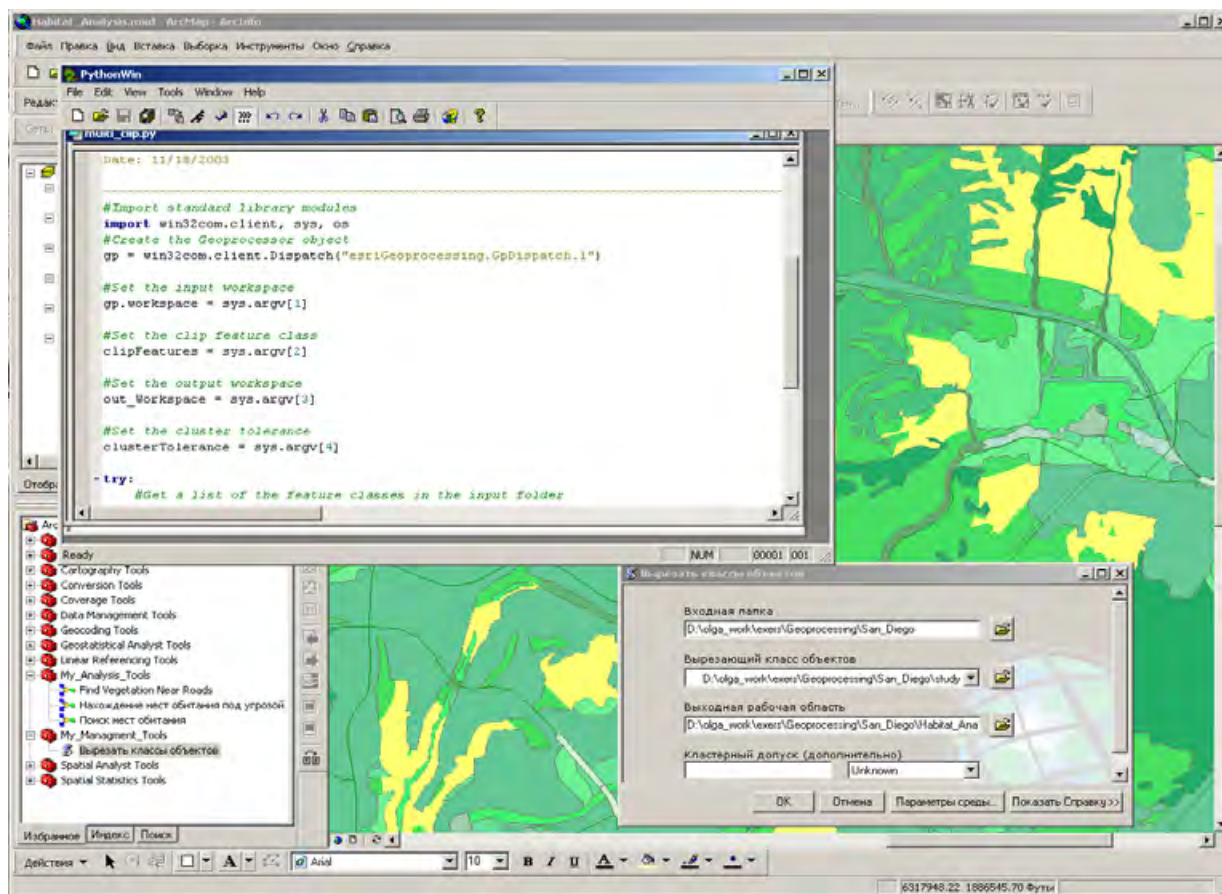 Habitat_Analysis.mxd - ArcMap - ArcInfo
Файл Правка Вид Вставка Выборка Инструменты Окно Справка
PythonWin
File Edit View Tools Window Help
Редак
multi_clip.py
Date: 11/18/2003
#Import standard library modules
import win32com.client, sys, os
#Create the Geoprocessor object
gp = win32com.client.Dispatch("esriGeoprocessing.GpDispatch.1")
#Set the input workspace
gp.workspace = sys.argv[1]
#Set the clip feature class
clipFeatures = sys.argv[2]
#Set the output workspace
out_Workspace = sys.argv[3]
#Set the cluster tolerance
clusterTolerance = sys.argv[4]
try:
#Get a list of the feature classes in the input folder
Ready
NUM 00001 001
Отобр
Arc
Cartography Tools
Conversion Tools
Coverage Tools
Data Management Tools
Geocoding Tools
Geostatistical Analyst Tools
Linear Referencing Tools
My_Analysis_Tools
Find Vegetation Near Roads
Нахождение мест обитания под угрозой
Поиск мест обитания
My_Managment_Tools
Вырезать классы объектов
Spatial Analyst Tools
Spatial Statistics Tools
Избранное Индекс Поиск
Вырезать классы объектов
Входная папка
D:\olga_work\exers\Geoprocessing\San_Diego
Вырезающий класс объектов
D:\olga_work\exers\Geoprocessing\San_Diego\study
Выходная рабочая область
D:\olga_work\exers\Geoprocessing\San_Diego\Habitat_Ana
Кластерный допуск (дополнительно)
Unknown
OK Отмена Параметры среды... Показать Справку >>
Действия A Arial 10 B I U A
6317948.22 1886545.70 Футы